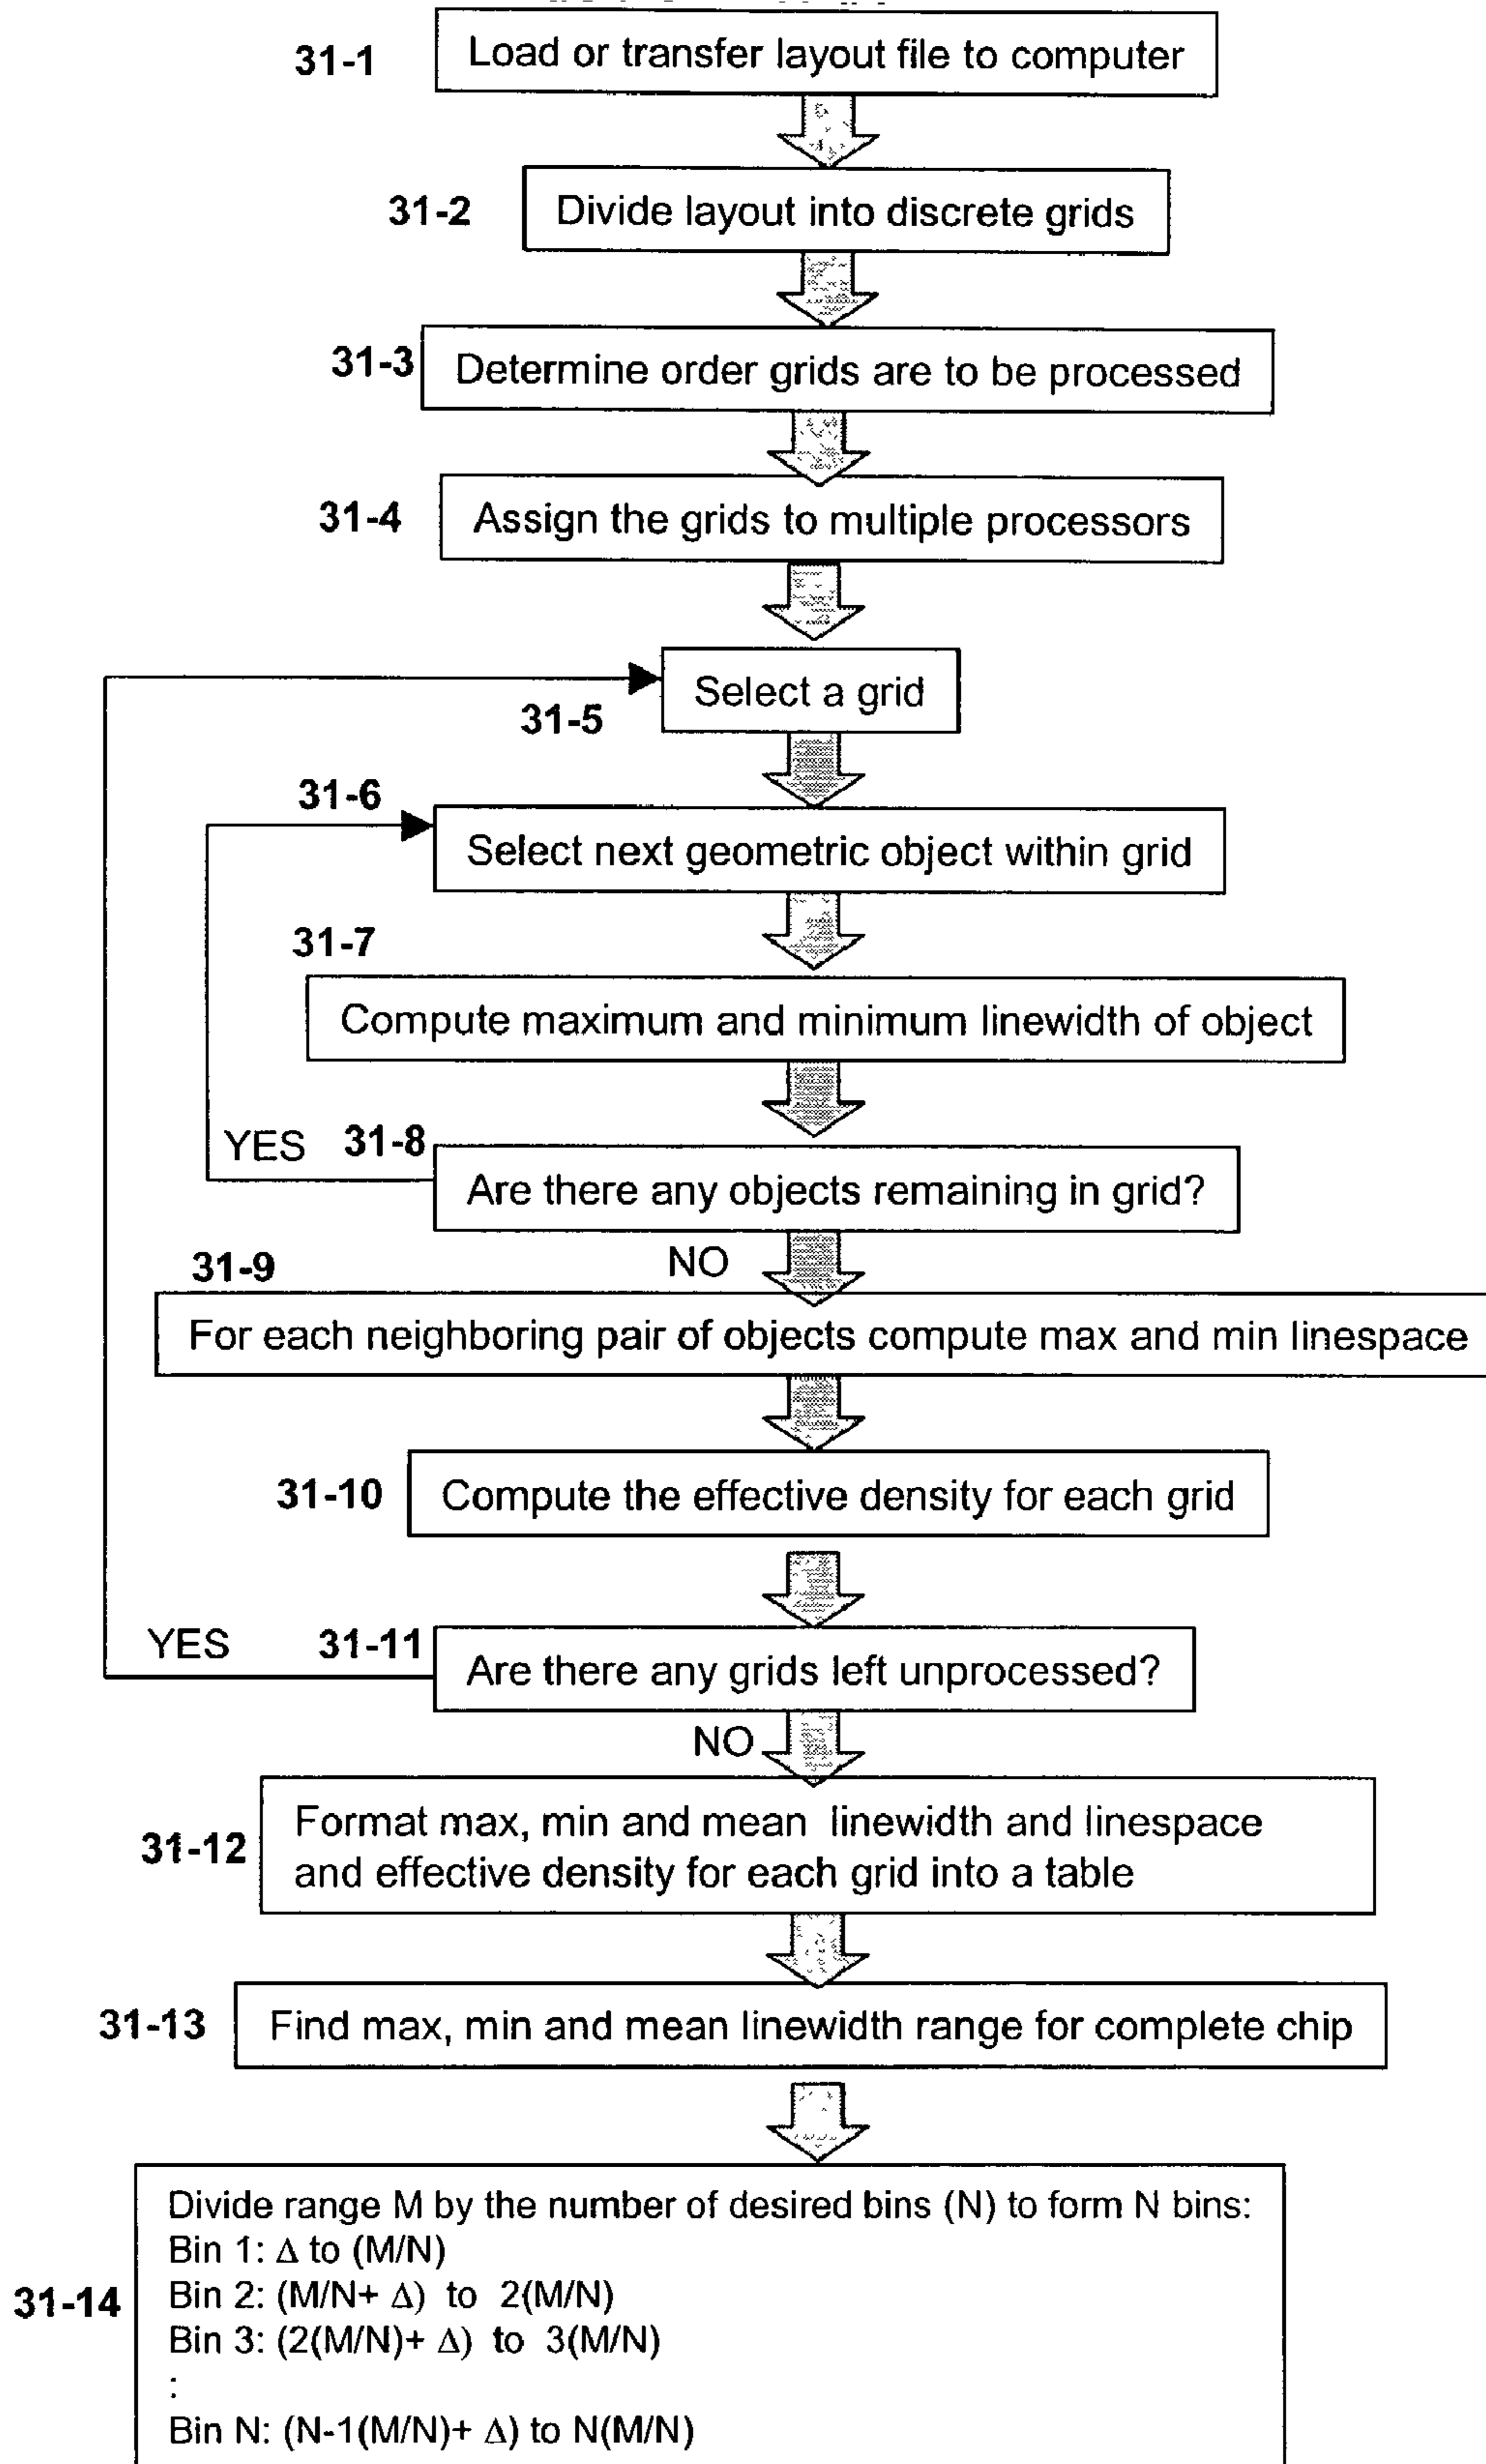 31-1
Load or transfer layout file to computer
31-2
Divide layout into discrete grids
31-3
Determine order grids are to be processed
31-4
Assign the grids to multiple processors
Select a grid
31-5
31-6
Select next geometric object within grid
31-7
Compute maximum and minimum linewidth of object
YES 31-8
Are there any objects remaining in grid?
NO
31-9
For each neighboring pair of objects compute max and min linespace
31-10
Compute the effective density for each grid
YES 31-11
Are there any grids left unprocessed?
NO
31-12
Format max, min and mean linewidth and linespace
and effective density for each grid into a table
31-13
Find max, min and mean linewidth range for complete chip
31-14
Divide range M by the number of desired bins (N) to form N bins:
Bin 1: Δ to (M/N)
Bin 2: (M/N+ Δ) to 2(M/N)
Bin 3: (2(M/N)+ Δ) to 3(M/N)
:
Bin N: (N-1(M/N)+ Δ) to N(M/N)